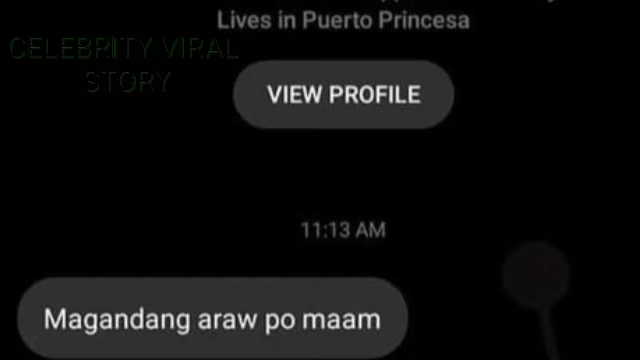 Lives in Puerto Princesa
CELEBRITY VIRAL
STORY
VIEW PROFILE
11:13 AM
Magandang araw po maam